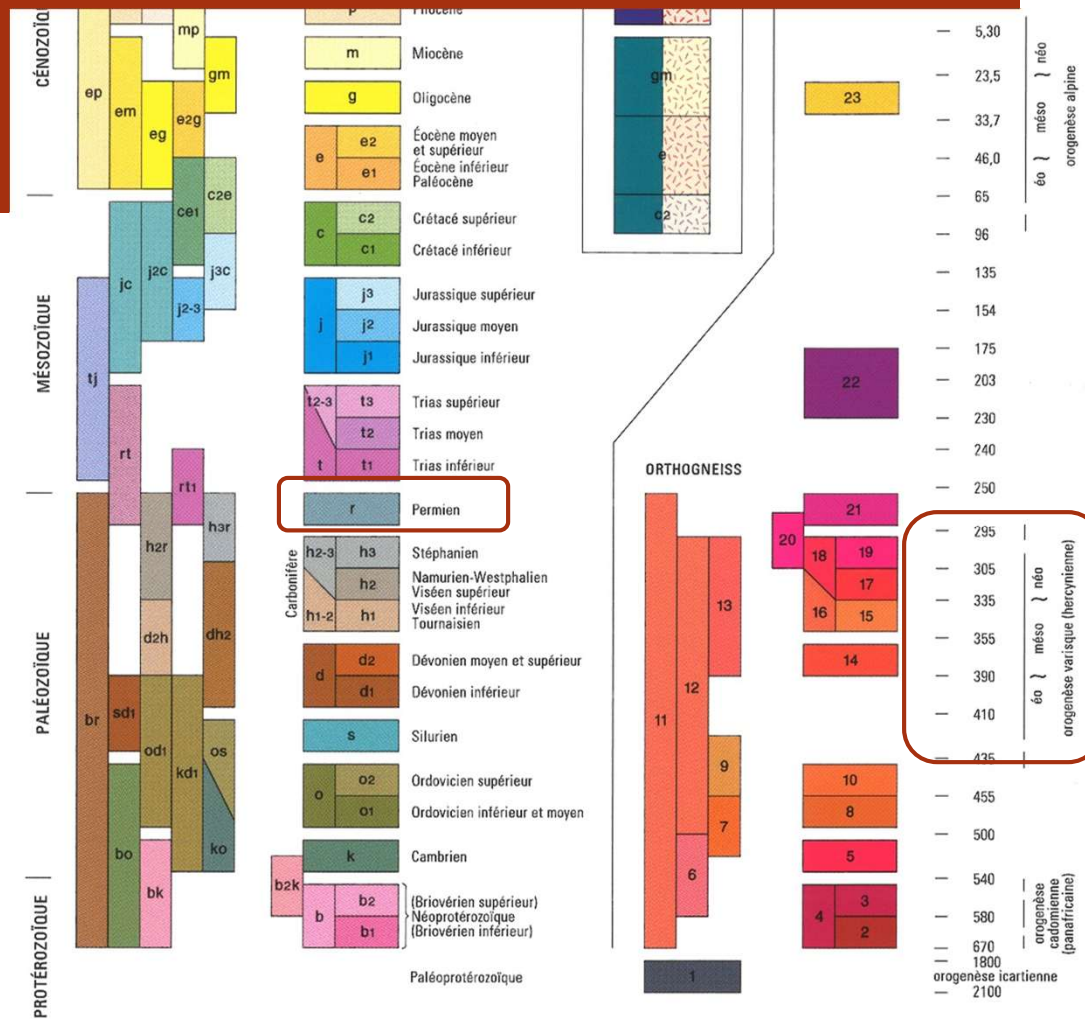 CÉNOZOÏQUE
MÉSOZOÏQUE
PALÉOZOÏQUE
PROTÉROZOÏQUE
mp
ep
em
eg
e2g
gm
ce1
c2e
jc
j2c
j3c
j2-3
tj
rt
rt1
h2r
h3r
d2h
dh2
br
sd1
od1
kd1
os
bo
bk
ko
m Miocène
g Oligocène
e
e2 Éocène moyen
et supérieur
e1 Éocène inférieur
Paléocène
c
c2 Crétacé supérieur
c1 Crétacé inférieur
j
j3 Jurassique supérieur
j2 Jurassique moyen
j1 Jurassique inférieur
t2-3
t3 Trias supérieur
t2 Trias moyen
t
t1 Trias inférieur
r Permien
Carbonifère
h2-3
h3 Stéphanien
h2 Namurien-Westphalien
Viséen supérieur
h1-2
h1 Viséen inférieur
Tournaisien
d
d2 Dévonien moyen et supérieur
d1 Dévonien inférieur
s Silurien
o
o2 Ordovicien supérieur
o1 Ordovicien inférieur et moyen
k Cambrien
b2k
b
b2 (Briovérien supérieur)
Néoprotérozoïque
b1 (Briovérien inférieur)
Paléoprotérozoïque
gm
e
c2
ORTHOGNEISS
11
12
13
9
7
6
1
23
22
21
20
18
19
17
16
15
14
10
8
5
4
3
2
5,30
23,5
33,7
46,0
65
96
135
154
175
203
230
240
250
295
305
335
355
390
410
435
455
500
540
580
670
1800
orogenèse icartienne
2100
éo ~ méso ~ néo
orogenèse alpine
éo ~ méso ~ néo
orogenèse varisque (hercynienne)
orogenèse
cadomienne
(panafricaine)